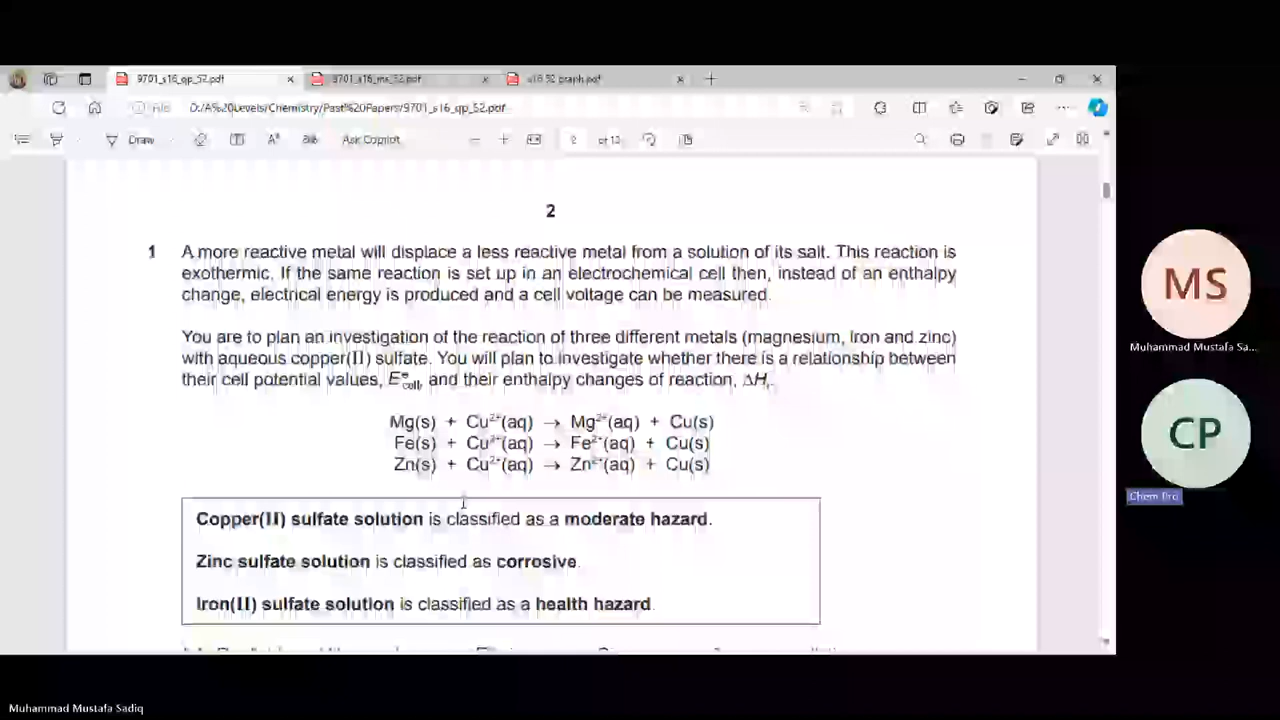 9701_s16_qp_52.pdf
9701_s16_ms_52.pdf
s16 52 graph.pdf
File
D:/A%20Levels/Chemistry/Past%20Papers/9701_s16_qp_52.pdf
Draw
Ask Copilot
2
of 13
2
1 A more reactive metal will displace a less reactive metal from a solution of its salt. This reaction is
exothermic. If the same reaction is set up in an electrochemical cell then, instead of an enthalpy
change, electrical energy is produced and a cell voltage can be measured.
You are to plan an investigation of the reaction of three different metals (magnesium, iron and zinc)
with aqueous copper(II) sulfate. You will plan to investigate whether there is a relationship between
their cell potential values, E⦵cell, and their enthalpy changes of reaction, ΔHr.
Mg(s) + Cu²⁺(aq) → Mg²⁺(aq) + Cu(s)
Fe(s) + Cu²⁺(aq) → Fe²⁺(aq) + Cu(s)
Zn(s) + Cu²⁺(aq) → Zn²⁺(aq) + Cu(s)
Copper(II) sulfate solution is classified as a moderate hazard.
Zinc sulfate solution is classified as corrosive.
Iron(II) sulfate solution is classified as a health hazard.
MS
Muhammad Mustafa Sa...
CP
Chem Pro
Muhammad Mustafa Sadiq